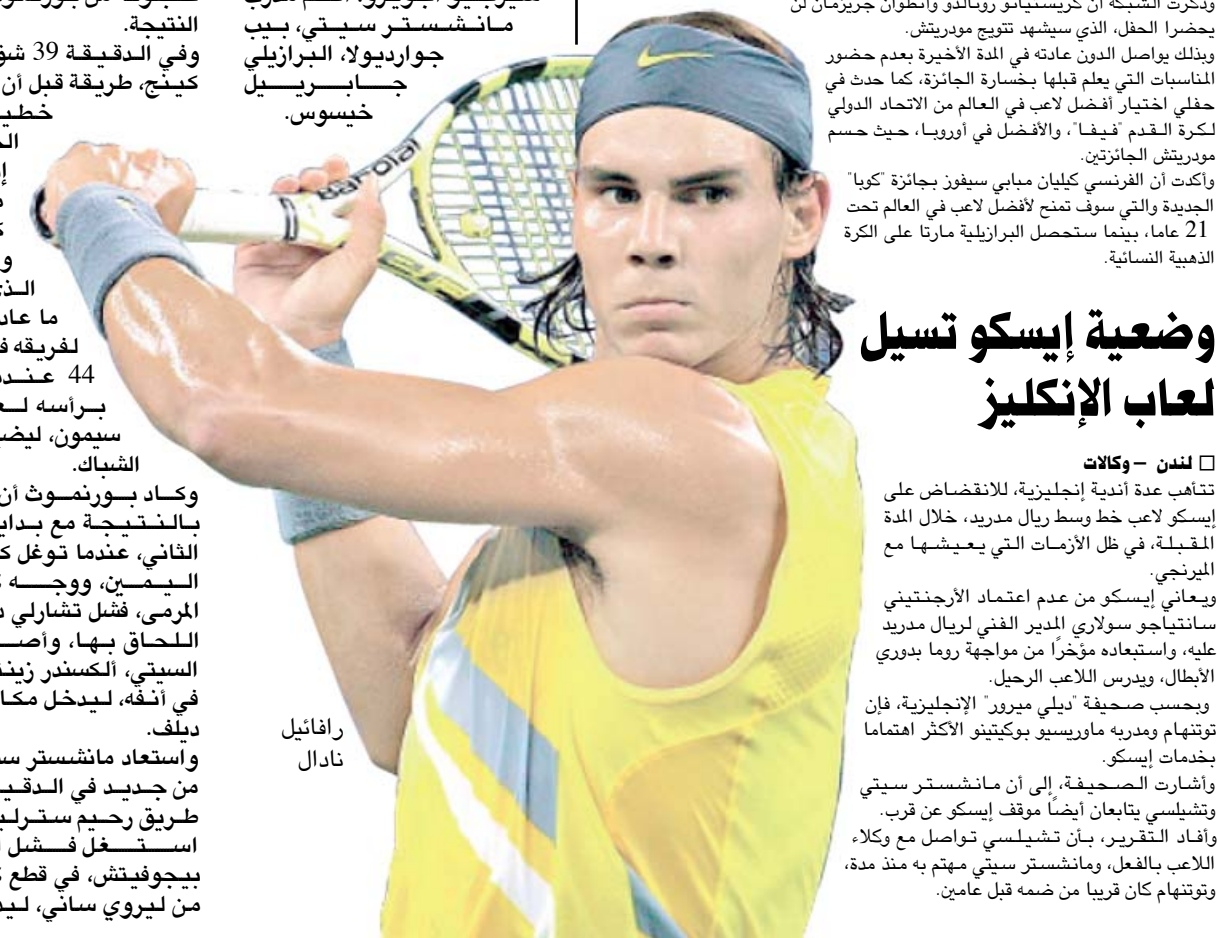 وذكرت الشبكة أن كريستيانو رونالدو وأنطوان جريزمان لن
يحضرا الحفل، الذي سيشهد تتويج مودريتش.
وبذلك يواصل الدون عادته في المدة الأخيرة بعدم حضور
المناسبات التي يعلم قبلها بخسارة الجائزة، كما حدث في
حفلي اختيار أفضل لاعب في العالم من الاتحاد الدولي
لكرة القدم "فيفا"، والأفضل في أوروبا، حيث حسم
مودريتش الجائزتين.
وأكدت أن الفرنسي كيليان مبابي سيفوز بجائزة "كوبا"
الجديدة والتي سوف تمنح لأفضل لاعب في العالم تحت
21 عاما، بينما ستحصل البرازيلية مارتا على الكرة
الذهبية النسائية.
وضعية إيسكو تسيل
لعاب الإنكليز
□ لندن – وكالات
تتأهب عدة أندية إنجليزية، للانقضاض على
إيسكو لاعب خط وسط ريال مدريد، خلال المدة
المقبلة، في ظل الأزمات التي يعيشها مع
الميرنجي.
ويعاني إيسكو من عدم اعتماد الأرجنتيني
سانتياجو سولاري المدير الفني لريال مدريد
عليه، واستبعاده مؤخرًا من مواجهة روما بدوري
الأبطال، ويدرس اللاعب الرحيل.
وبحسب صحيفة "ديلي ميرور" الإنجليزية، فإن
توتنهام ومدربه ماوريسيو بوكيتينو الأكثر اهتماما
بخدمات إيسكو.
وأشارت الصحيفة، إلى أن مانشستر سيتي
وتشيلسي يتابعان أيضًا موقف إيسكو عن قرب.
وأفاد التقرير، بأن تشيلسي تواصل مع وكلاء
اللاعب بالفعل، ومانشستر سيتي مهتم به منذ مدة،
وتوتنهام كان قريبا من ضمه قبل عامين.
مانشستر سيتي، بيب
جوارديولا، البرازيلي
جابرييل
خيسوس.
رافائيل
نادال
النتيجة.
وفي الدقيقة 39
كينج، طريقة قبل أن
ما عاد
لفريقه
44
برأسه
سيمون،
الشباك.
وكاد بورنموث أن
بالنتيجة مع
الثاني، عندما توغل
اليمين، ووجه
المرمى، فشل تشارلي
اللحاق بها،
السيتي، ألكسندر
في أنفه، ليدخل
ديلف.
واستعاد مانشستر
من جديد في
طريق رحيم
استغل فشل
بيجوفيتش، في قطع
من ليروي ساني،
Babolat